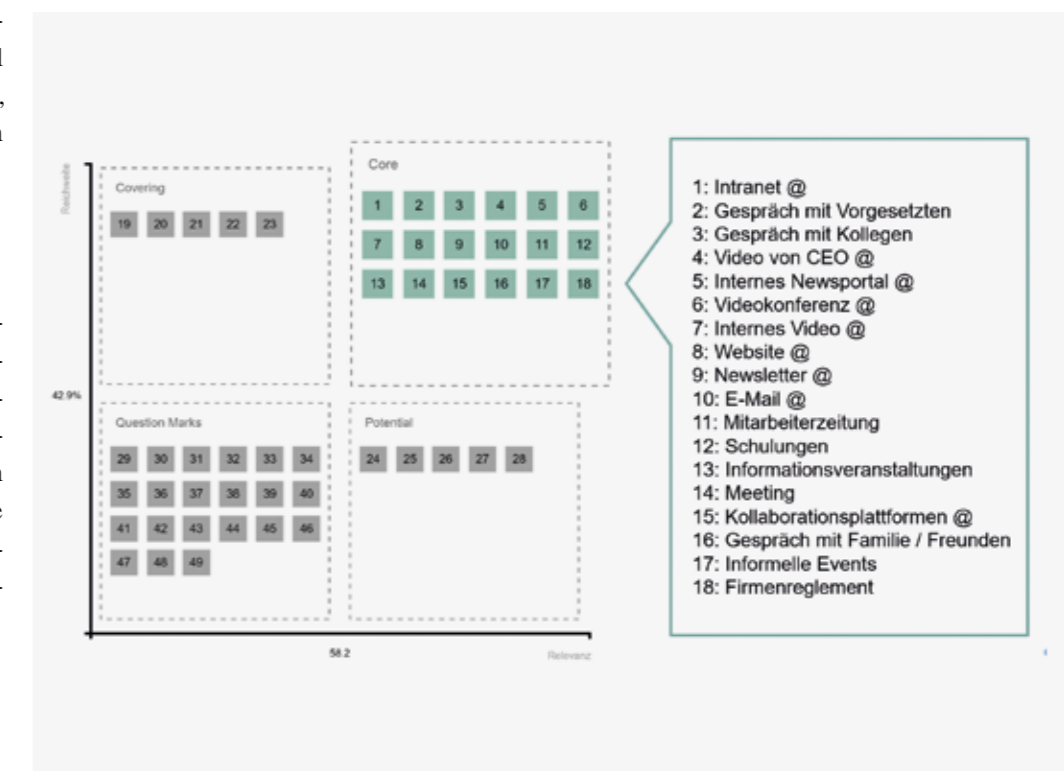 Reichweite
Covering
19 20 21 22 23
Core
1 2 3 4 5 6
7 8 9 10 11 12
13 14 15 16 17 18
42.9%
Question Marks
29 30 31 32 33 34
35 36 37 38 39 40
41 42 43 44 45 46
47 48 49
Potential
24 25 26 27 28
58.2
Relevanz
1: Intranet @
2: Gespräch mit Vorgesetzten
3: Gespräch mit Kollegen
4: Video von CEO @
5: Internes Newsportal @
6: Videokonferenz @
7: Internes Video @
8: Website @
9: Newsletter @
10: E-Mail @
11: Mitarbeiterzeitung
12: Schulungen
13: Informationsveranstaltungen
14: Meeting
15: Kollaborationsplattformen @
16: Gespräch mit Familie / Freunden
17: Informelle Events
18: Firmenreglement